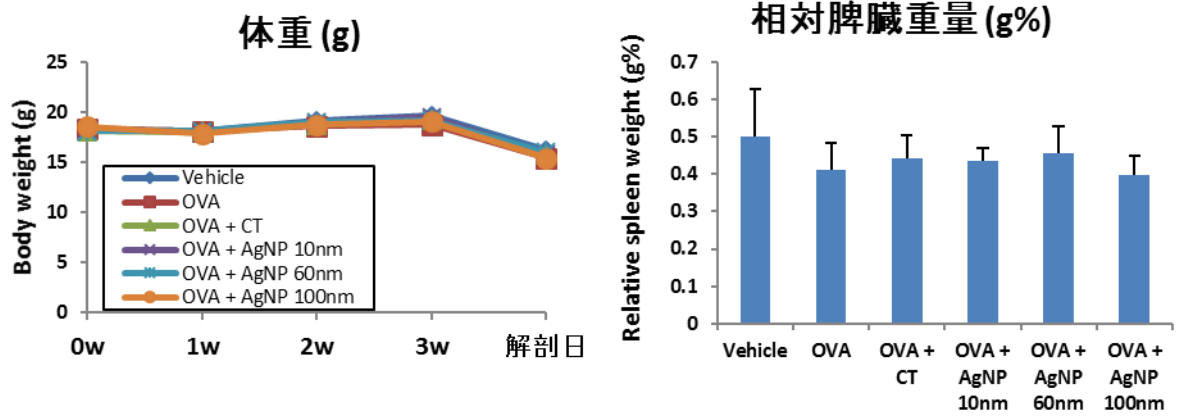 体重 (g)
Body weight (g)
25
20
15
10
5
0
Vehicle
OVA
OVA + CT
OVA + AgNP 10nm
OVA + AgNP 60nm
OVA + AgNP 100nm
0w
1w
2w
3w
解剖日
相対脾臓重量 (g%)
Relative spleen weight (g%)
0.7
0.6
0.5
0.4
0.3
0.2
0.1
0
Vehicle
OVA
OVA +
CT
OVA +
AgNP
10nm
OVA +
AgNP
60nm
OVA +
AgNP
100nm